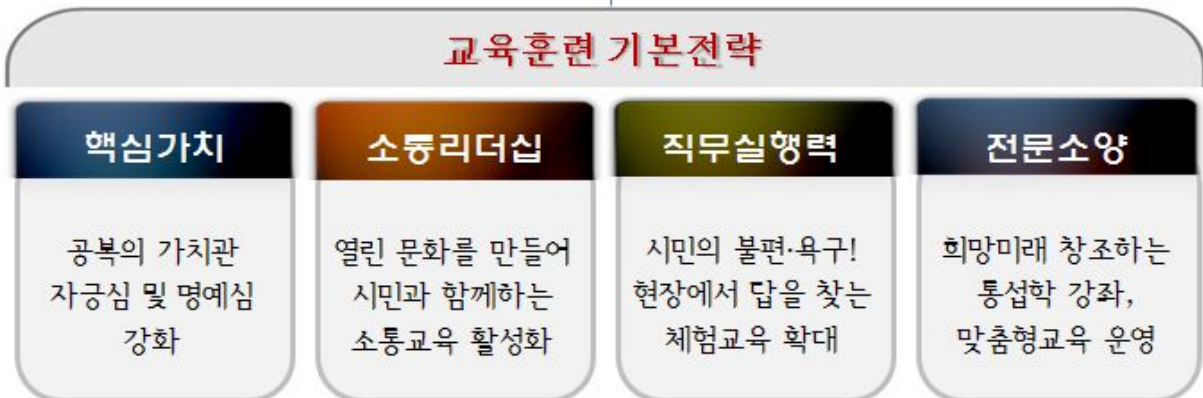 교육훈련 기본전략
핵심가치
공복의 가치관
자긍심 및 명예심
강화
소통리더십
열린 문화를 만들어
시민과 함께하는
소통교육 활성화
직무실행력
시민의 불편·욕구!
현장에서 답을 찾는
체험교육 확대
전문소양
희망미래 창조하는
통섭학 강좌,
맞춤형교육 운영